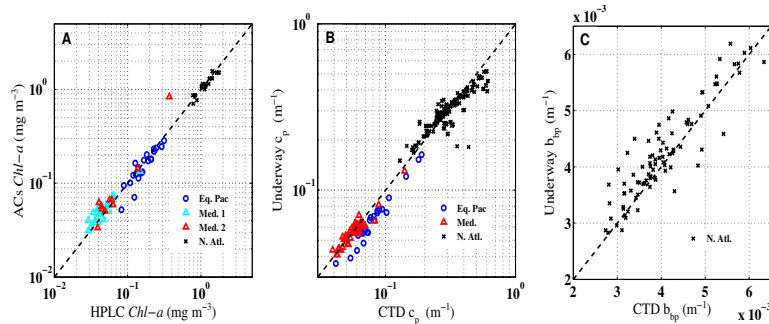 A
AC's Chl-a (mg m⁻³)
10⁰
10⁻¹
10⁻²
10⁻² 10⁻¹ 10⁰
HPLC Chl-a (mg m⁻³)
Eq. Pac
Med. 1
Med. 2
N. Atl.
B
Underway cₚ (m⁻¹)
10⁰
10⁻¹
10⁻¹ 10⁰
CTD cₚ (m⁻¹)
Eq. Pac
Med.
N. Atl.
C
x 10⁻³
Underway b_bp (m⁻¹)
6
5
4
3
2
2 3 4 5 6
CTD b_bp (m⁻¹)
x 10⁻³
N. Atl.